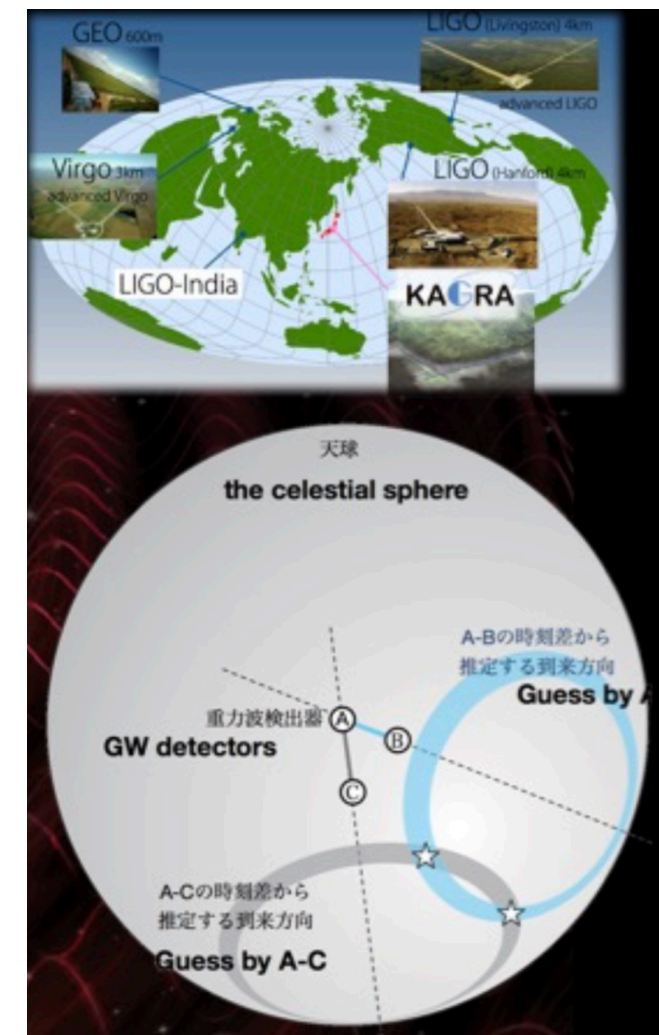 GEO 600m
LIGO (Livingston) 4km
advanced LIGO
Virgo 3km
advanced Virgo
LIGO (Hanford) 4km
LIGO-India
KAGRA
天球
the celestial sphere
A-Bの時刻差から
推定する到来方向
Guess by A
重力波検出器
A
B
GW detectors
C
A-Cの時刻差から
推定する到来方向
Guess by A-C